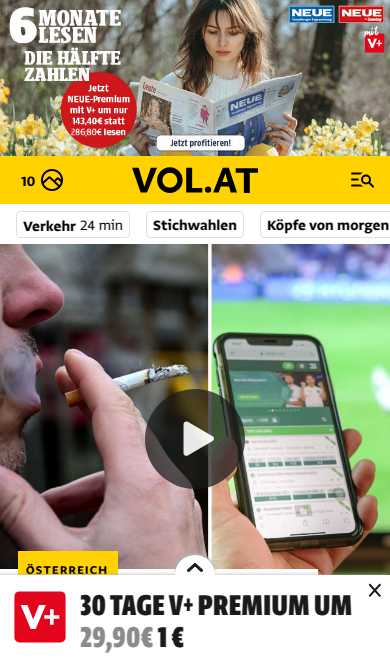 6 MONATE
LESEN
DIE HÄLFTE
ZAHLEN
Jetzt
NEUE-Premium
mit V+ um nur
143,40€ statt
286,80€ lesen
NEUE
NEUE
mit
V+
NEUE
Jetzt profitieren!
10
VOL.AT
Verkehr 24 min
Stichwahlen
Köpfe von morgen
ÖSTERREICH
V+
30 TAGE V+ PREMIUM UM
29,90€ 1 €